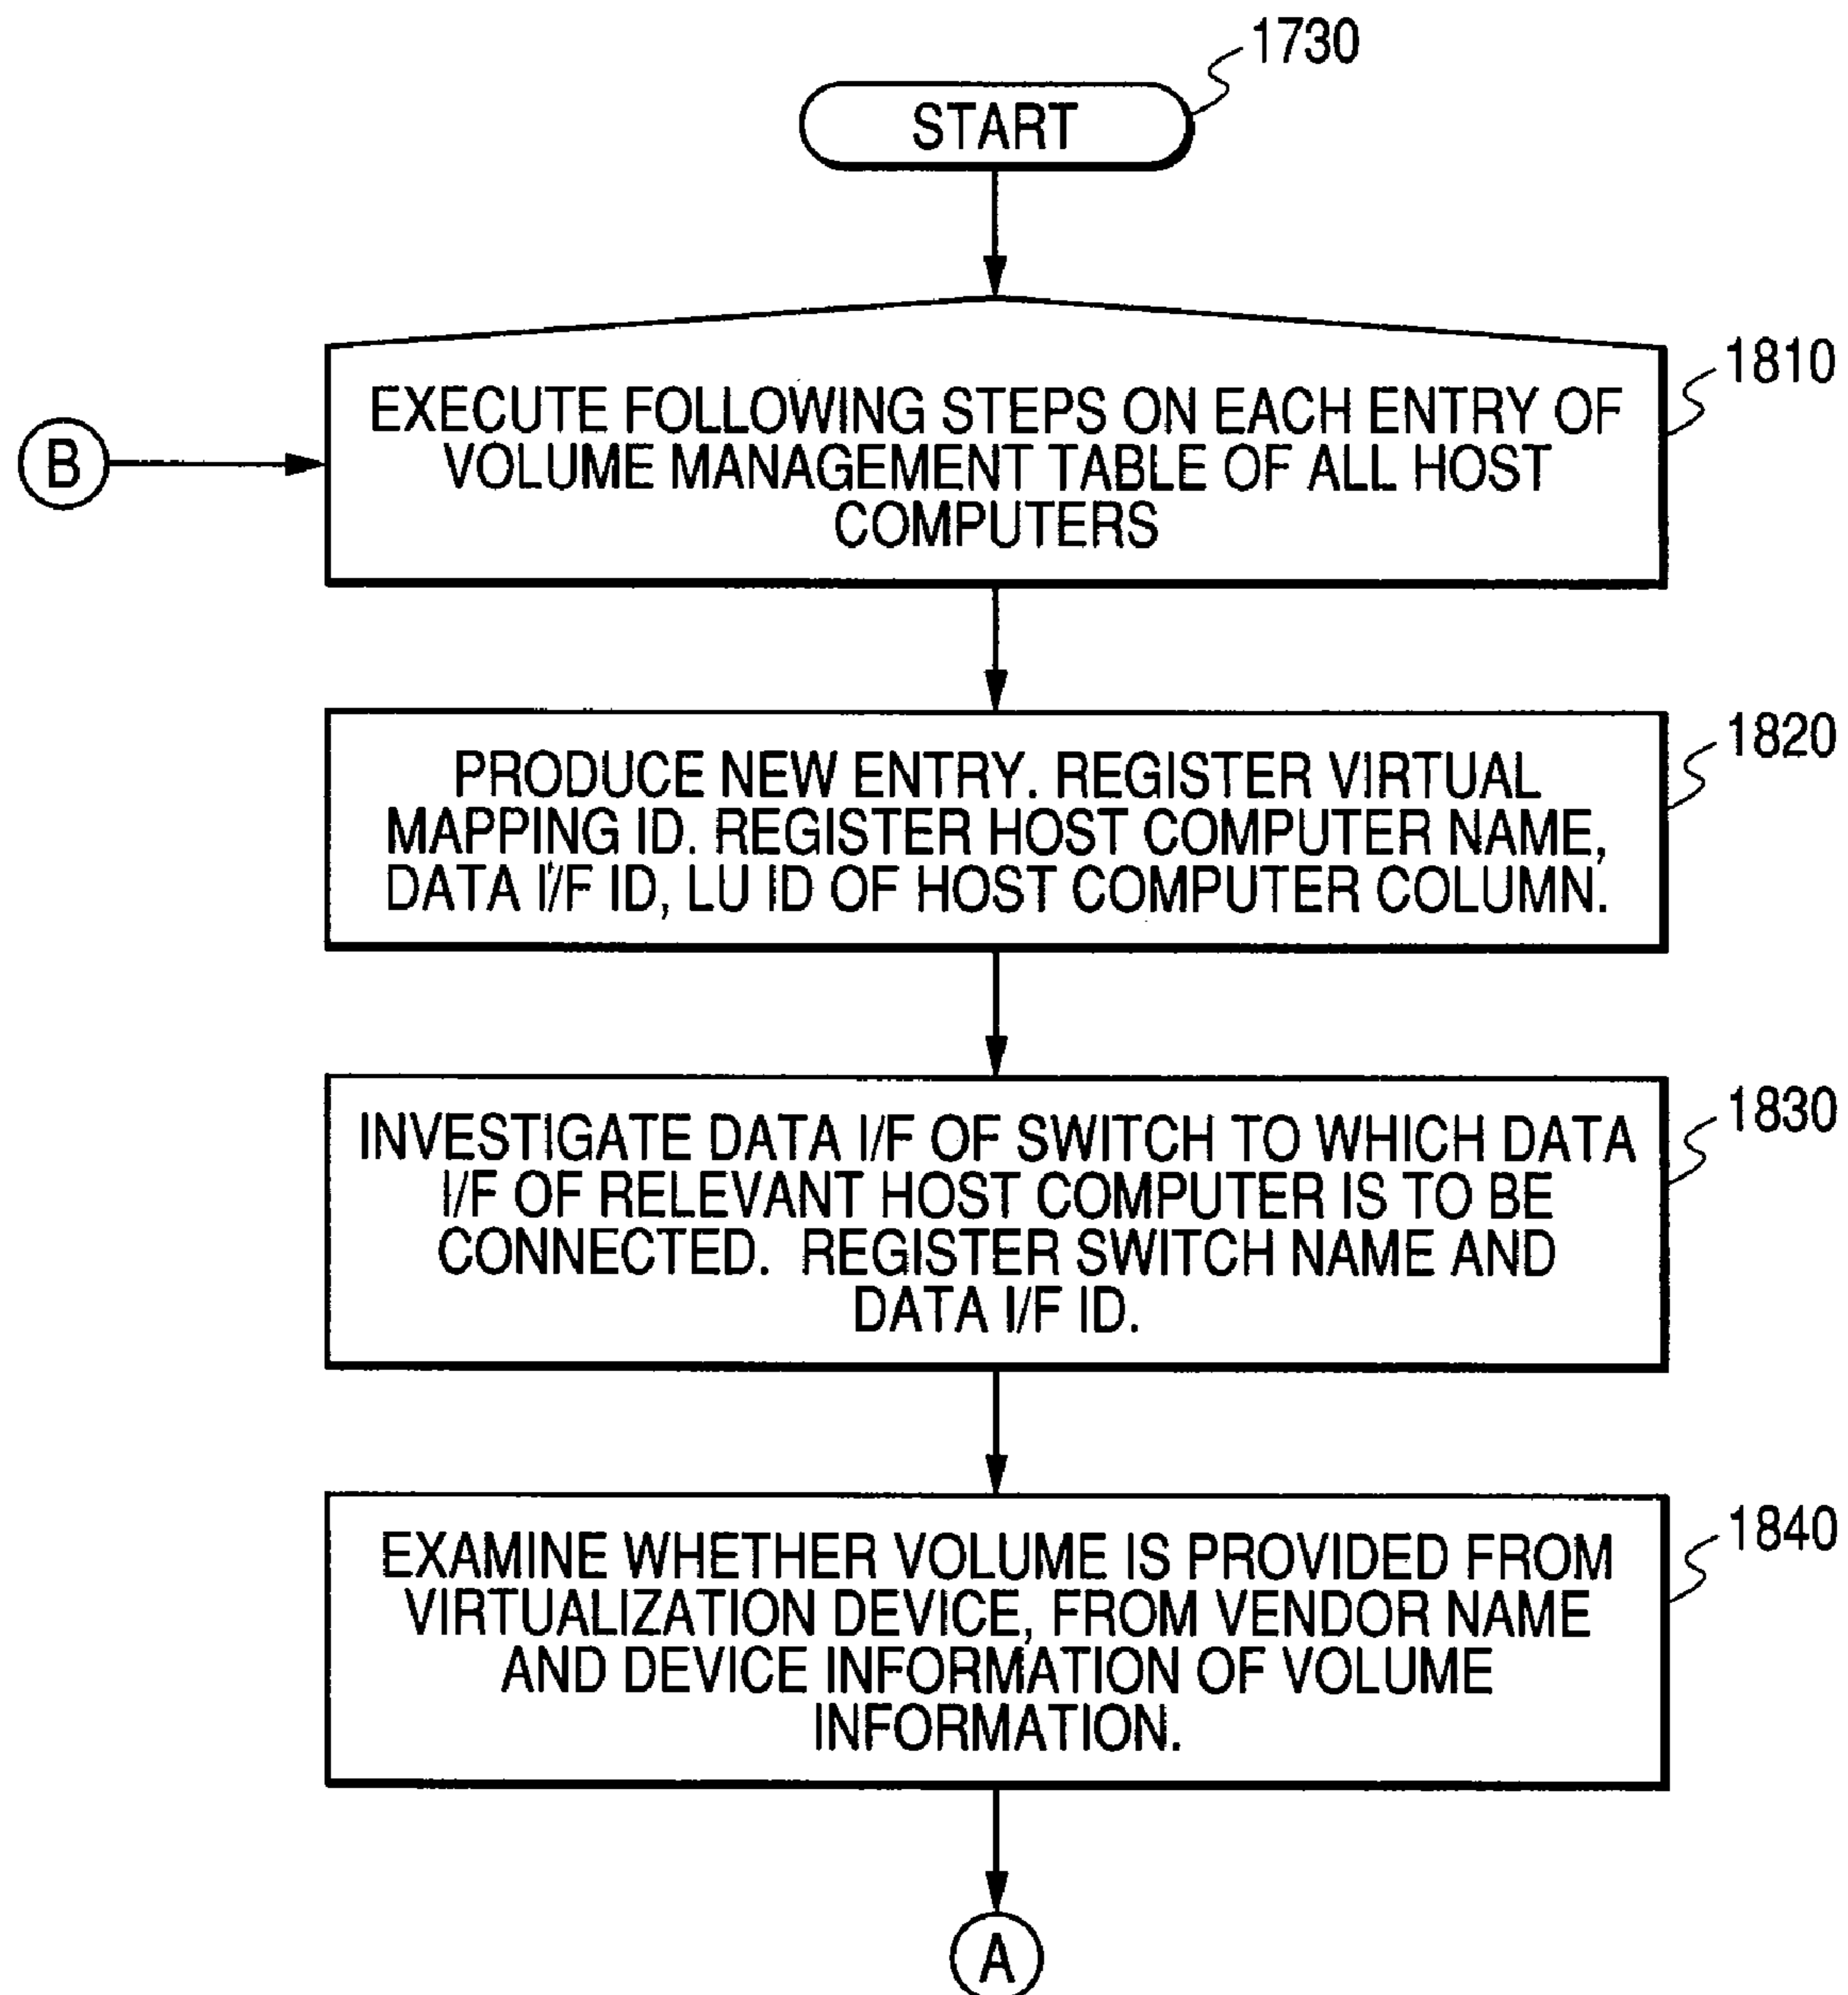 1730
START
1810
EXECUTE FOLLOWING STEPS ON EACH ENTRY OF
VOLUME MANAGEMENT TABLE OF ALL HOST
COMPUTERS
B
1820
PRODUCE NEW ENTRY. REGISTER VIRTUAL
MAPPING ID. REGISTER HOST COMPUTER NAME,
DATA I/F ID, LU ID OF HOST COMPUTER COLUMN.
1830
INVESTIGATE DATA I/F OF SWITCH TO WHICH DATA
I/F OF RELEVANT HOST COMPUTER IS TO BE
CONNECTED. REGISTER SWITCH NAME AND
DATA I/F ID.
1840
EXAMINE WHETHER VOLUME IS PROVIDED FROM
VIRTUALIZATION DEVICE, FROM VENDOR NAME
AND DEVICE INFORMATION OF VOLUME
INFORMATION.
A